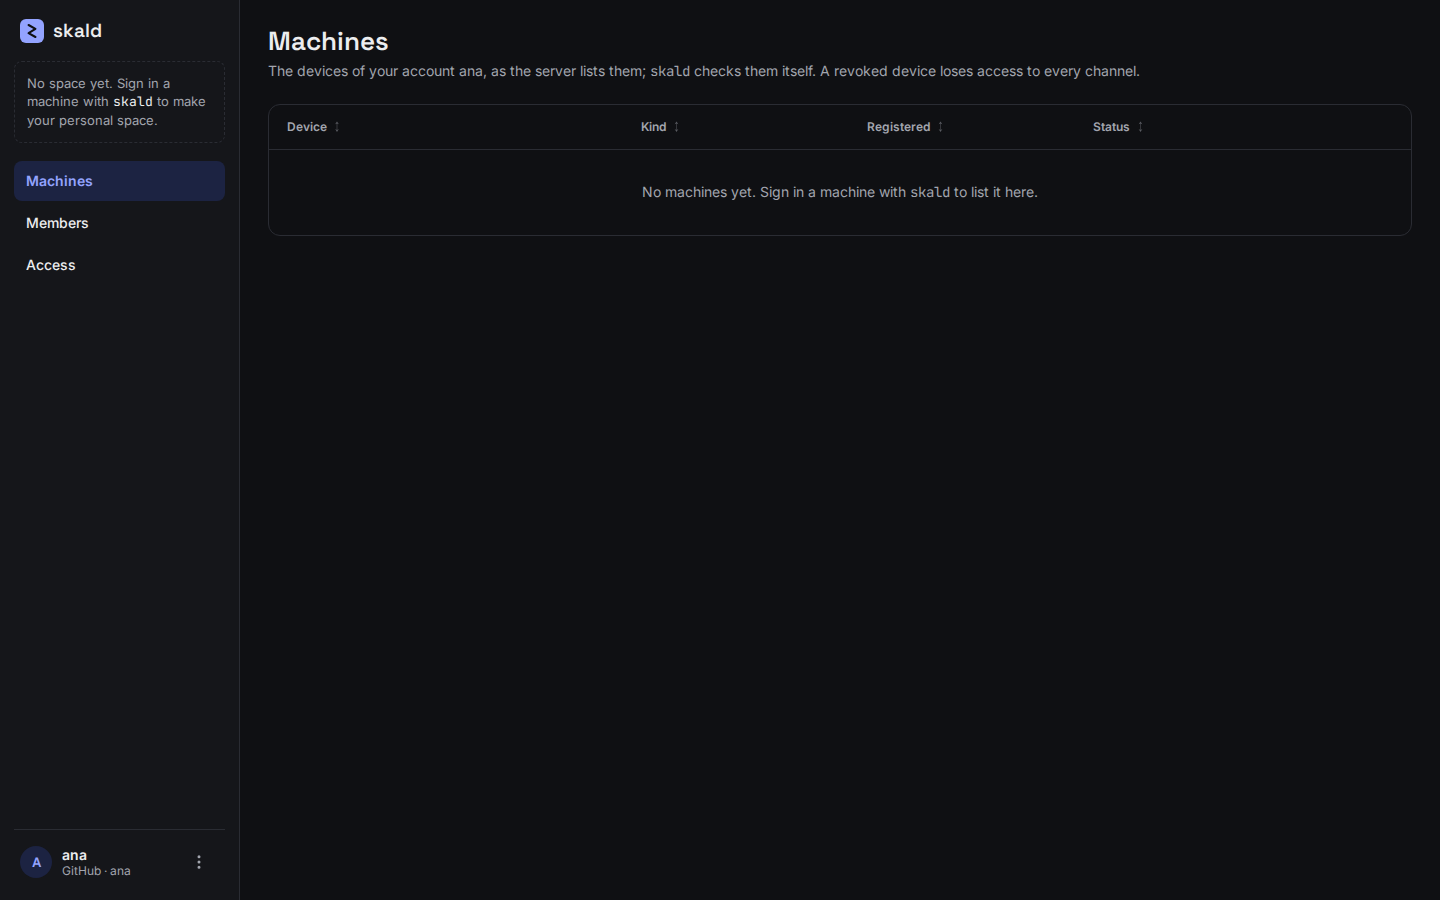 skald
No space yet. Sign in a
machine with skald to make
your personal space.
Machines
Members
Access
A
ana
GitHub · ana
Machines
The devices of your account ana, as the server lists them; skald checks them itself. A revoked device loses access to every channel.
Device Kind Registered Status
No machines yet. Sign in a machine with skald to list it here.